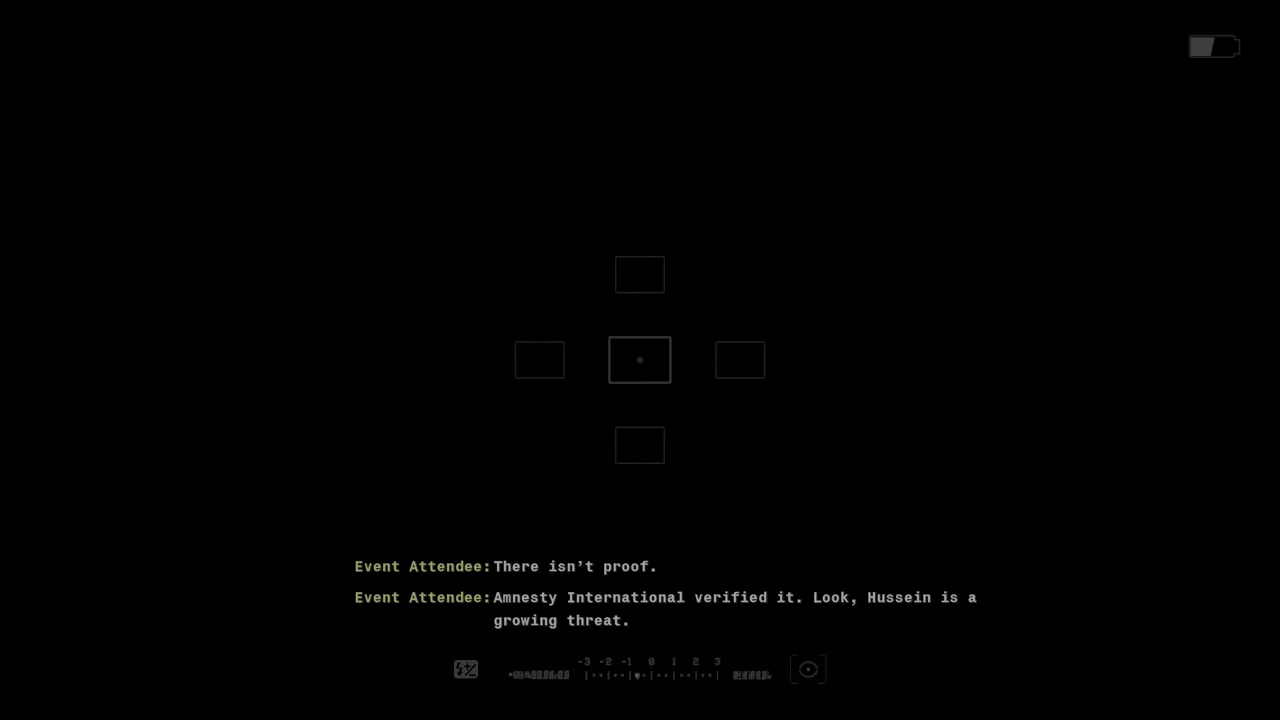 Event Attendee: There isn’t proof.
Event Attendee: Amnesty International verified it. Look, Hussein is a
growing threat.
-3 -2 -1 0 1 2 3